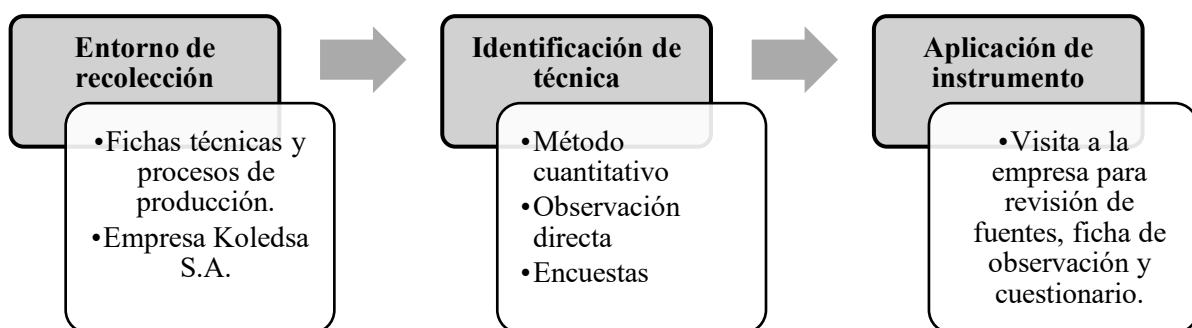 Entorno de
recolección
•Fichas técnicas y
procesos de
producción.
•Empresa Koledsa
S.A.
Identificación de
técnica
•Método
cuantitativo
•Observación
directa
•Encuestas
Aplicación de
instrumento
•Visita a la
empresa para
revisión de
fuentes, ficha de
observación y
cuestionario.